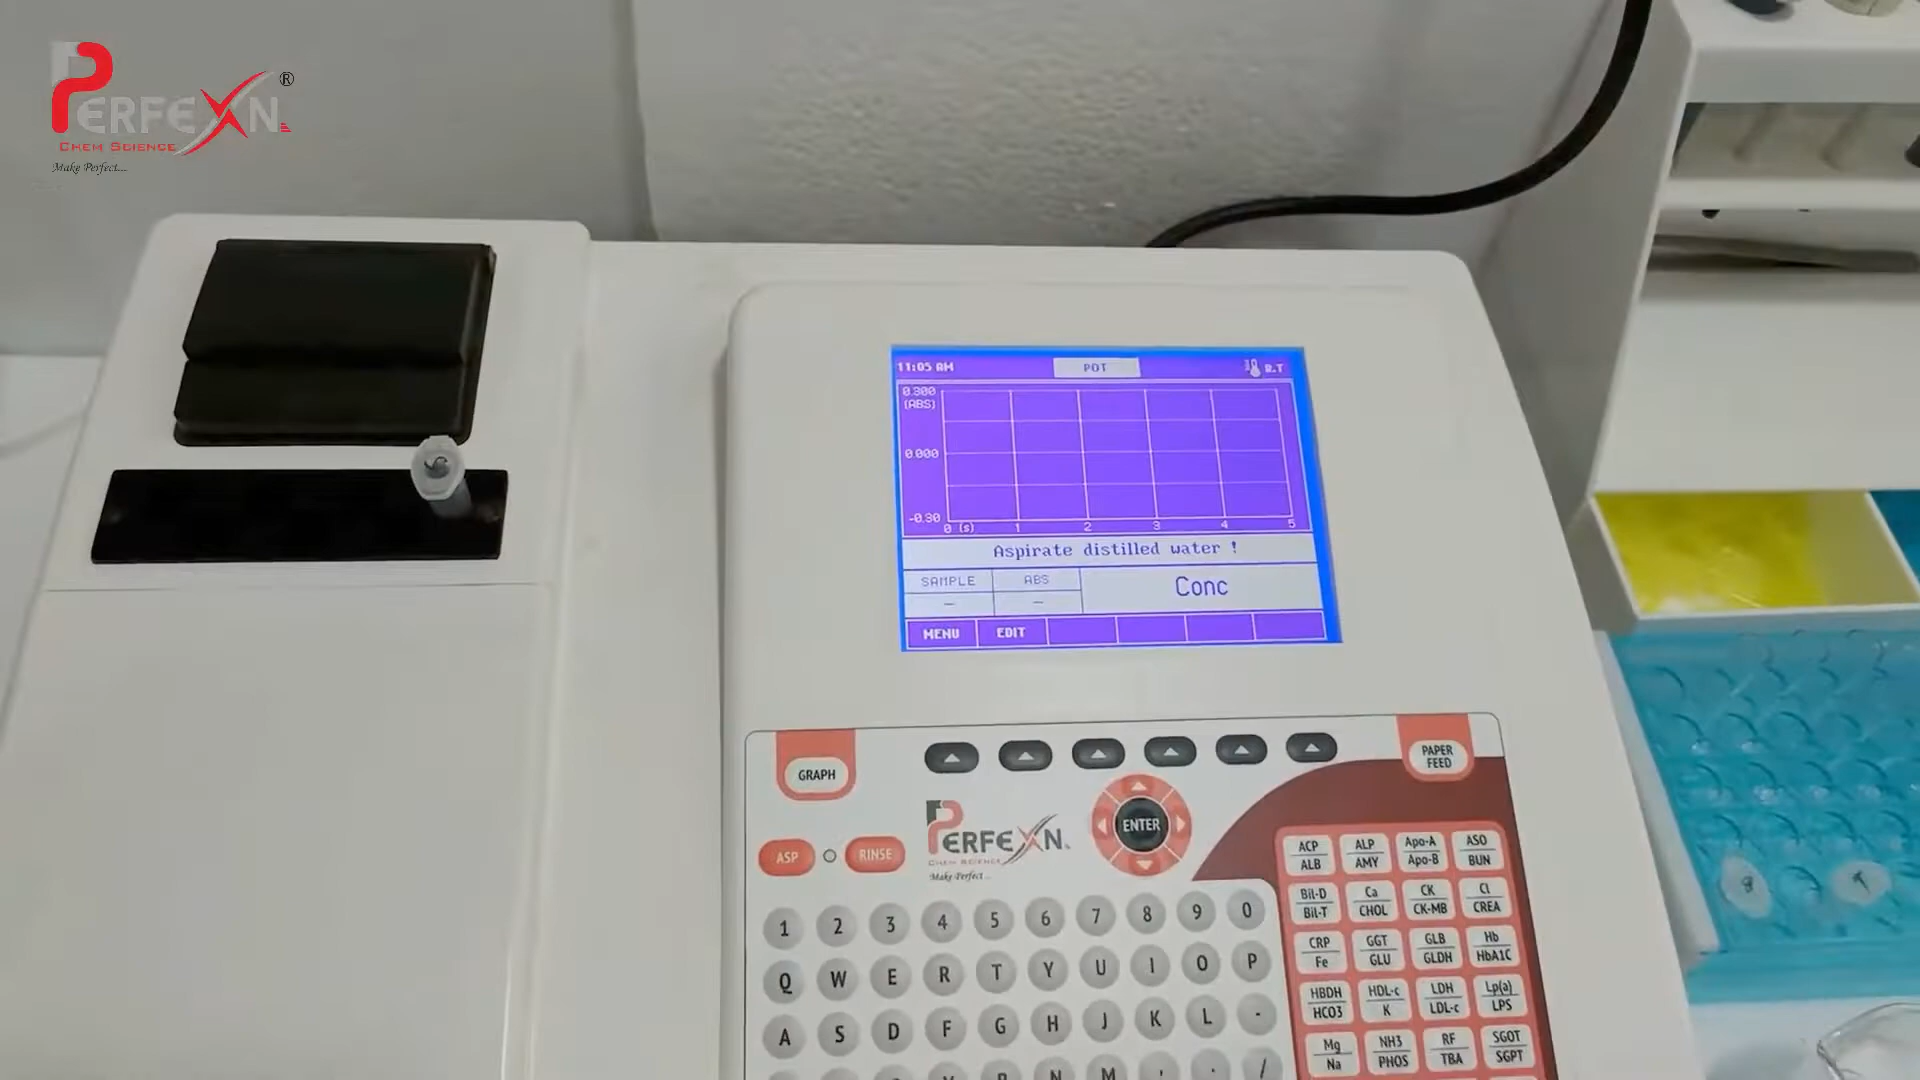 PERFEXN ®
CHEM SCIENCE
Make Perfect...
11:05 AM
POT
R.T
0.300
(ABS)
0.000
-0.30
0 (s) 1 2 3 4 5
Aspirate distilled water !
SAMPLE ABS Conc
– –
MENU EDIT
GRAPH
PAPER FEED
ENTER
ASP RINSE
PERFEXN
CHEM SCIENCE
Make Perfect...
1 2 3 4 5 6 7 8 9 0
Q W E R T Y U I O P
A S D F G H J K L -
N M , . /
ACP ALP Apo-A ASO
ALB AMY Apo-B BUN
Bil-D Ca CK Cl
Bil-T CHOL CK-MB CREA
CRP GGT GLB Hb
Fe GLU GLDH HbA1C
HBDH HDL-c LDH Lp(a)
HCO3 K LDL-c LPS
Mg NH3 RF SGOT
Na PHOS TBA SGPT